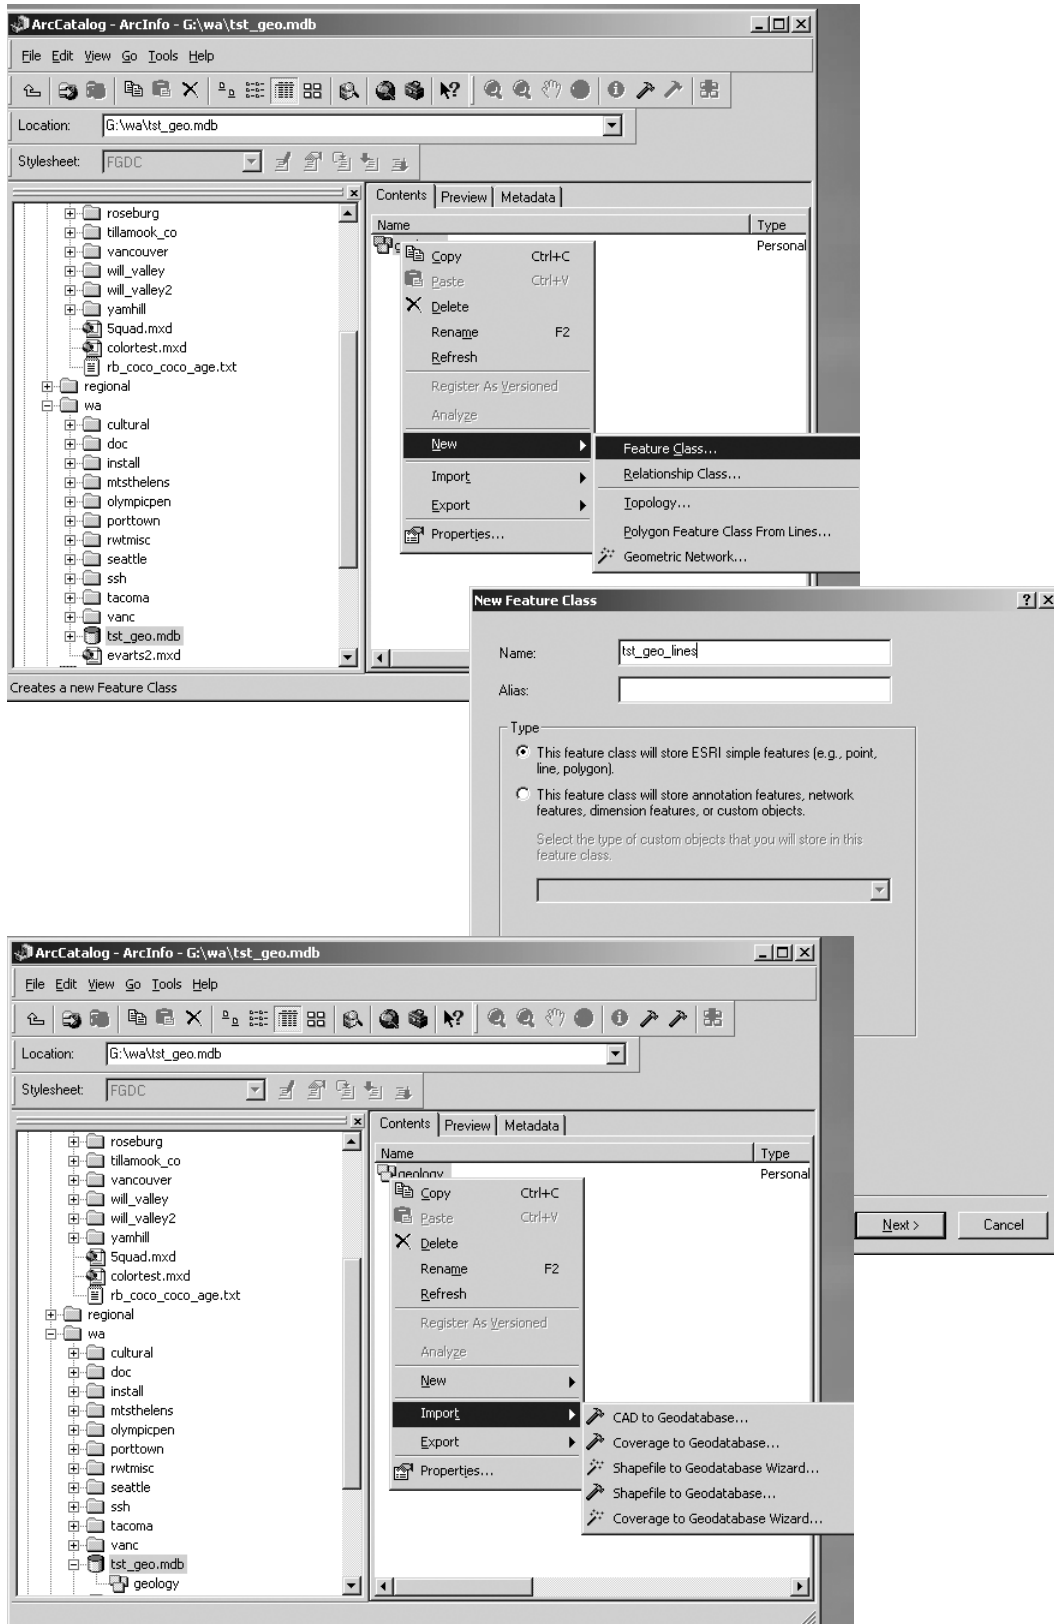 ArcCatalog - ArcInfo - G:\wa\tst_geo.mdb
File Edit View Go Tools Help
Location: G:\wa\tst_geo.mdb
Stylesheet: FGDC
roseburg
tillamook_co
vancouver
will_valley
will_valley2
yamhill
5quad.mxd
colortest.mxd
rb_coco_coco_age.txt
regional
wa
cultural
doc
install
mtsthelens
olympicpen
porttown
rwtmisc
seattle
ssh
tacoma
vanc
tst_geo.mdb
evarts2.mxd
Contents Preview Metadata
Name Type
Personal
Copy Ctrl+C
Paste Ctrl+V
Delete
Rename F2
Refresh
Register As Versioned
Analyze
New
Import
Export
Properties...
Feature Class...
Relationship Class...
Topology...
Polygon Feature Class From Lines...
Geometric Network...
Creates a new Feature Class
New Feature Class
Name: tst_geo_lines
Alias:
Type
This feature class will store ESRI simple features (e.g., point,
line, polygon).
This feature class will store annotation features, network
features, dimension features, or custom objects.
Select the type of custom objects that you will store in this
feature class.
Next >
Cancel
ArcCatalog - ArcInfo - G:\wa\tst_geo.mdb
File Edit View Go Tools Help
Location: G:\wa\tst_geo.mdb
Stylesheet: FGDC
roseburg
tillamook_co
vancouver
will_valley
will_valley2
yamhill
5quad.mxd
colortest.mxd
rb_coco_coco_age.txt
regional
wa
cultural
doc
install
mtsthelens
olympicpen
porttown
rwtmisc
seattle
ssh
tacoma
vanc
tst_geo.mdb
geology
Contents Preview Metadata
Name Type
geology Personal
Copy Ctrl+C
Paste Ctrl+V
Delete
Rename F2
Refresh
Register As Versioned
Analyze
New
Import
Export
Properties...
CAD to Geodatabase...
Coverage to Geodatabase...
Shapefile to Geodatabase Wizard...
Shapefile to Geodatabase...
Coverage to Geodatabase Wizard...